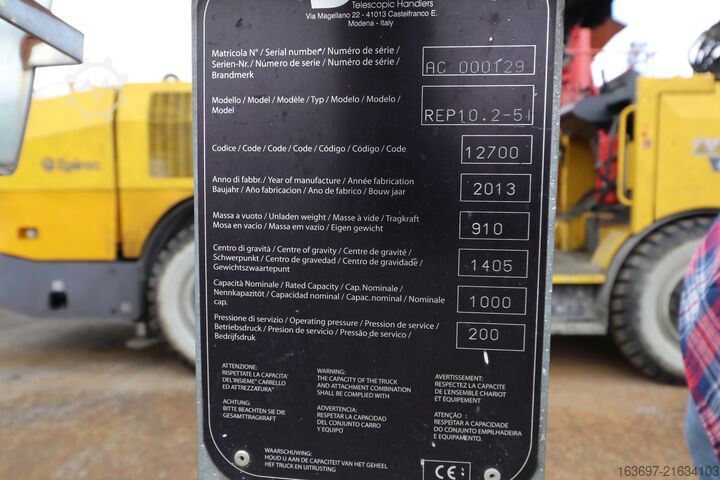 Telescopic Handlers
Via Magellano 22 - 41013 Castelfranco E.
Modena - Italy
Matricola N° / Serial number / Numéro de série /
Serien-Nr. / Número de serie / Numéro de série /
Brandmerk
AC 000129
Modello / Model / Modèle / Typ / Modelo / Modelo /
Model
REP10.2-5I
Codice / Code / Code / Code / Código / Código / Code
12700
Anno di fabbr. / Year of manufacture / Année fabrication
Baujahr / Año fabricacion / Ano de fabrico / Bouw jaar
2013
Massa a vuoto / Unladen weight / Masse à vide / Tragkraft
Mosa en vacio / Massa em vazio / Eigen gewicht
910
Centro di gravità / Centre of gravity / Centre de gravité /
Schwerpunkt / Centro de gravedad / Centro de gravidade /
Gewichtszwaartepunt
1405
Capacità Nominale / Rated Capacity / Cap. Nominale /
Nennkapazitót / Capacidad nominal / Capac. nominal / Nominale
cap.
1000
Pressione di servizio / Operating pressure / Pression de service /
Betriebsdruck / Presion de servicio / Pressão de servico /
Bedrijfsdruk
200
ATTENZIONE:
RISPETTARE LA CAPACITA'
DEL'INSIEME" CARRELLO
ED ATTREZZATURA"
WARNING:
THE CAPACITY OF THE TRUCK
AND ATTACHMENT COMBINATION
SHALL BE COMPLIED WITH
AVERTISSEMENT:
RESPECTEZ LA CAPACITE
DE L'ENSEMBLE CHARIOT
ET ÉQUIPEMENT
ACHTUNG:
BITTE BEACHTEN SIE DIE
GESAMTTRAGKRAFT
ADVERTENCIA:
RESPETAR LA CAPACIDAD
DEL CONJUNTO CARRO
Y EQUIPO
ATENÇÃO :
RESPEITAR A CAPACIDADE
DO CONJUNTO EMPILHADEIRA
E EQUIPAMENTO.
WAARSCHUWING:
HOUD U AAN DE CAPACITEIT VAN HET GEHEEL
HEF TRUCK EN UITRUSTING
CE
Epiroc
163697-21634103